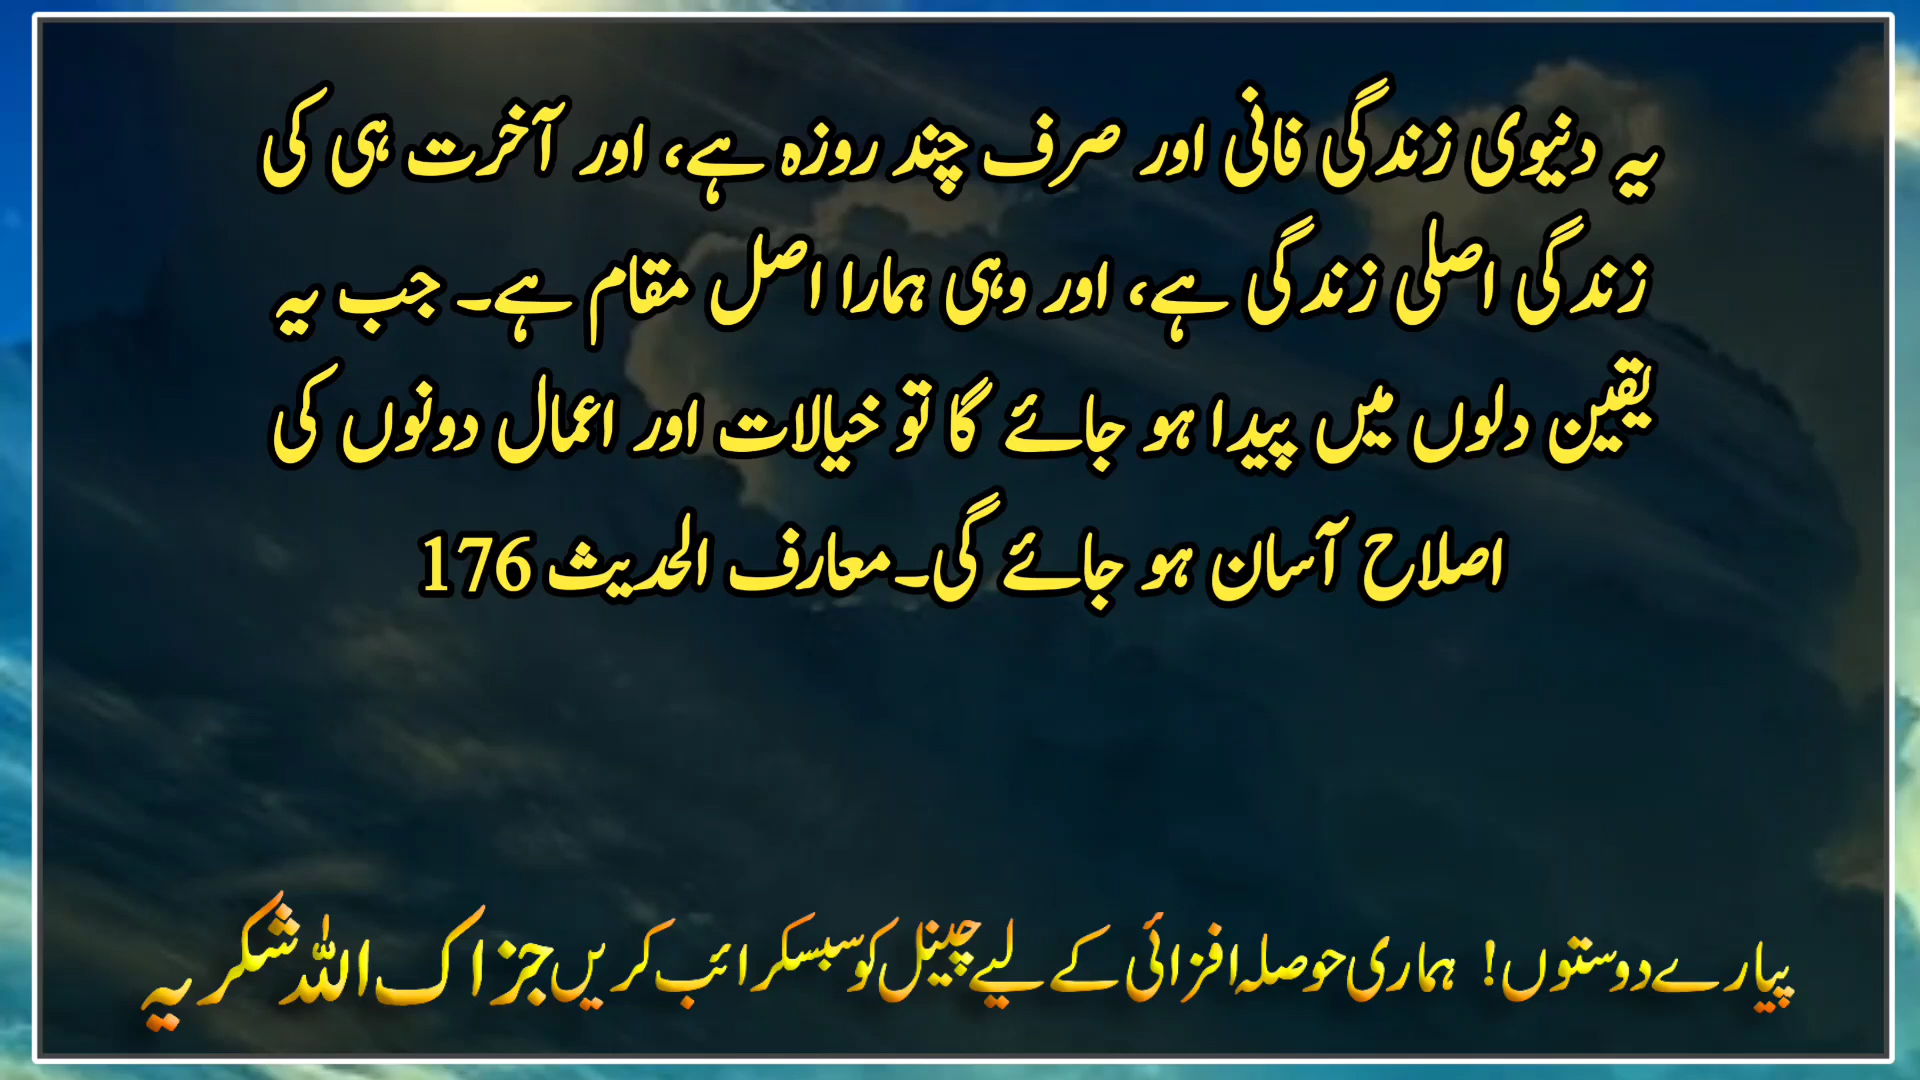 یہ دنیوی زندگی فانی اور صرف چند روزہ ہے، اور آخرت ہی کی
زندگی اصلی زندگی ہے، اور وہی ہمارا اصل مقام ہے۔ جب یہ
یقین دلوں میں پیدا ہو جائے گا تو خیالات اور اعمال دونوں کی
اصلاح آسان ہو جائے گی۔معارف الحدیث 176
پیارے دوستوں! ہماری حوصلہ افزائی کے لیے چینل کو سبسکرائب کریں جزاک اللہ شکریہ